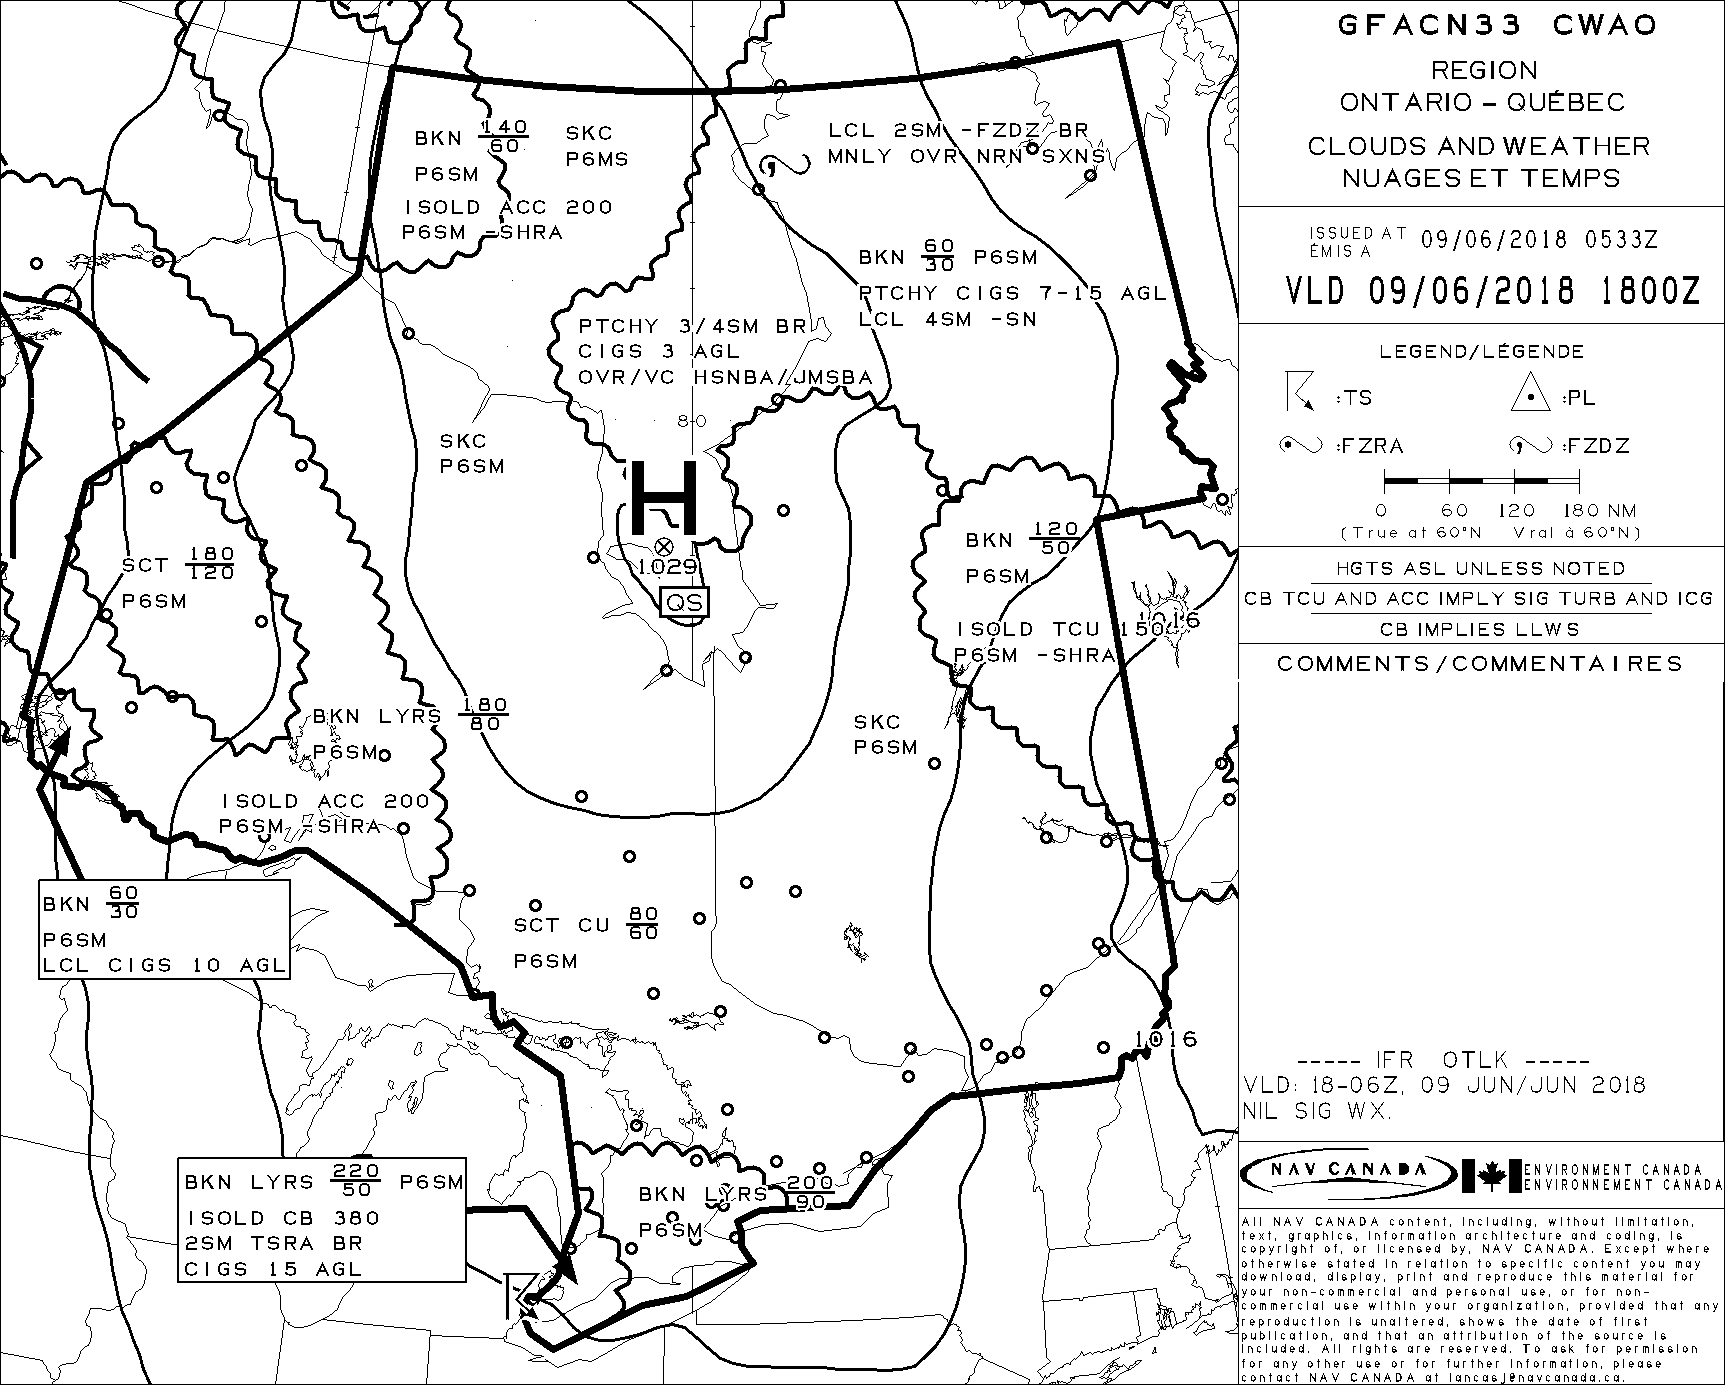 GFACN33 CWAO
REGION
ONTARIO – QUÉBEC
CLOUDS AND WEATHER
NUAGES ET TEMPS
ISSUED AT
ÉMIS A
09/06/2018 0533Z
VLD 09/06/2018 1800Z
LEGEND/LÉGENDE
:TS
:PL
:FZRA
:FZDZ
0 60 120 180 NM
(True at 60°N Vrai à 60°N)
HGTS ASL UNLESS NOTED
CB TCU AND ACC IMPLY SIG TURB AND ICG
CB IMPLIES LLWS
COMMENTS/COMMENTAIRES
----- IFR OTLK -----
VLD: 18-06Z, 09 JUN/JUN 2018
NIL SIG WX.
NAV CANADA
ENVIRONMENT CANADA
ENVIRONNEMENT CANADA
All NAV CANADA content, including, without limitation,
text, graphics, information architecture and coding, is
copyright of, or licensed by, NAV CANADA. Except where
otherwise stated in relation to specific content you may
download, display, print and reproduce this material for
your non-commercial and personal use, or for non-
commercial use within your organization, provided that any
reproduction is unaltered, shows the date of first
publication, and that an attribution of the source is
included. All rights are reserved. To ask for permission
for any other use or for further information, please
contact NAV CANADA at lancasj@navcanada.ca.
BKN 140/60
P6SM
SKC
P6MS
ISOLD ACC 200
P6SM -SHRA
LCL 2SM -FZDZ BR
MNLY OVR NRN SXNS
BKN 60/30 P6SM
PTCHY CIGS 7-15 AGL
LCL 4SM -SN
PTCHY 3/4SM BR
CIGS 3 AGL
OVR/VC HSNBA/JMSBA
80
SKC
P6SM
H
1029
QS
BKN 120/50
P6SM
ISOLD TCU 150
P6SM -SHRA
1016
SCT 180/120
P6SM
BKN LYRS 180/80
P6SM
ISOLD ACC 200
P6SM -SHRA
SKC
P6SM
BKN 60/30
P6SM
LCL CIGS 10 AGL
SCT CU 80/60
P6SM
1016
BKN LYRS 220/50 P6SM
ISOLD CB 380
2SM TSRA BR
CIGS 15 AGL
BKN LYRS 200/90
P6SM